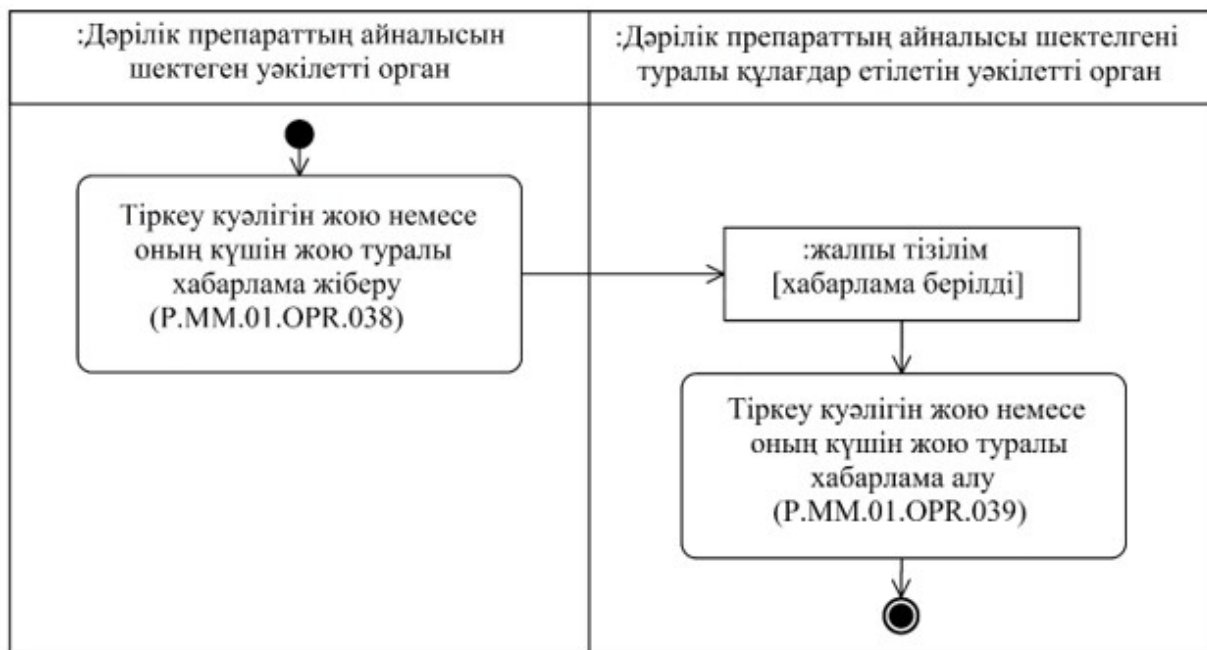 :Дәрілік препараттың айналысын
шектеген уәкілетті орган
:Дәрілік препараттың айналысы шектелгені
туралы құлағдар етілетін уәкілетті орган
Тіркеу куәлігін жою немесе
оның күшін жою туралы
хабарлама жіберу
(P.MM.01.OPR.038)
:жалпы тізілім
[хабарлама берілді]
Тіркеу куәлігін жою немесе
оның күшін жою туралы
хабарлама алу
(P.MM.01.OPR.039)